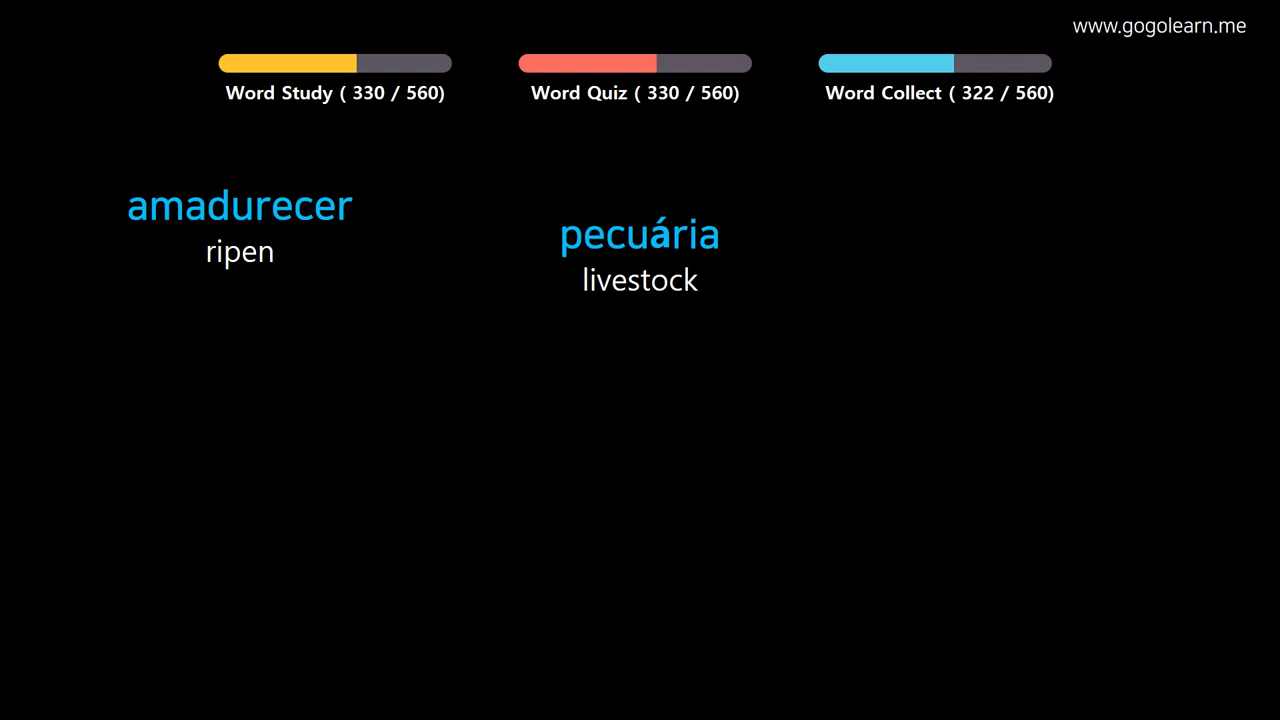 www.gogolearn.me
Word Study ( 330 / 560)
Word Quiz ( 330 / 560)
Word Collect ( 322 / 560)
amadurecer
ripen
pecuária
livestock